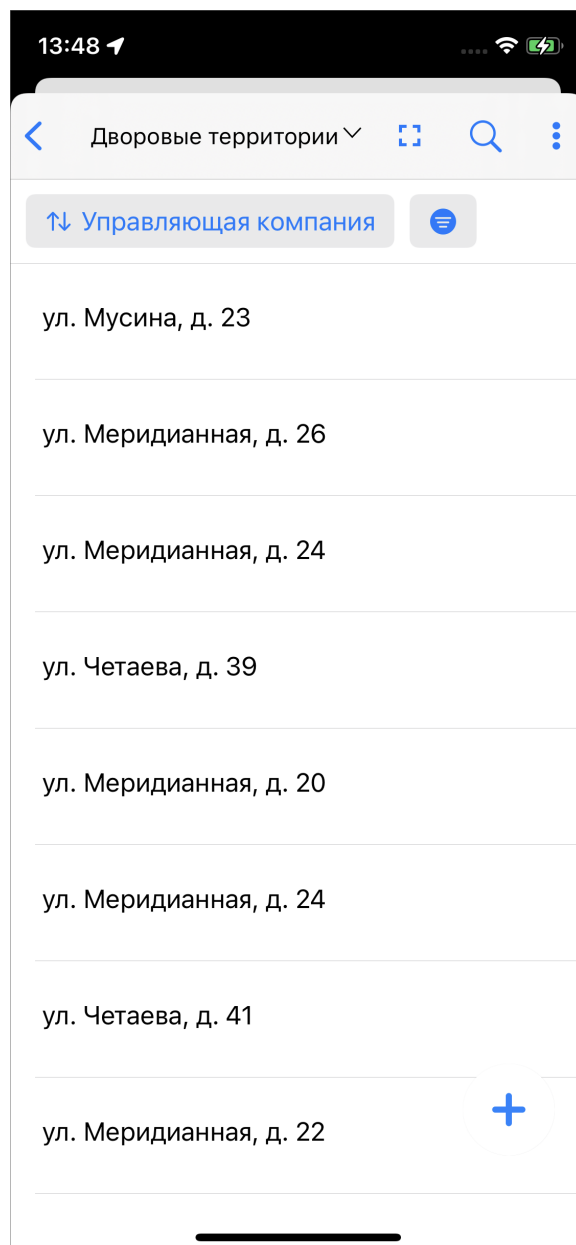 13:48
Дворовые территории
Управляющая компания
ул. Мусина, д. 23
ул. Меридианная, д. 26
ул. Меридианная, д. 24
ул. Четаева, д. 39
ул. Меридианная, д. 20
ул. Меридианная, д. 24
ул. Четаева, д. 41
ул. Меридианная, д. 22